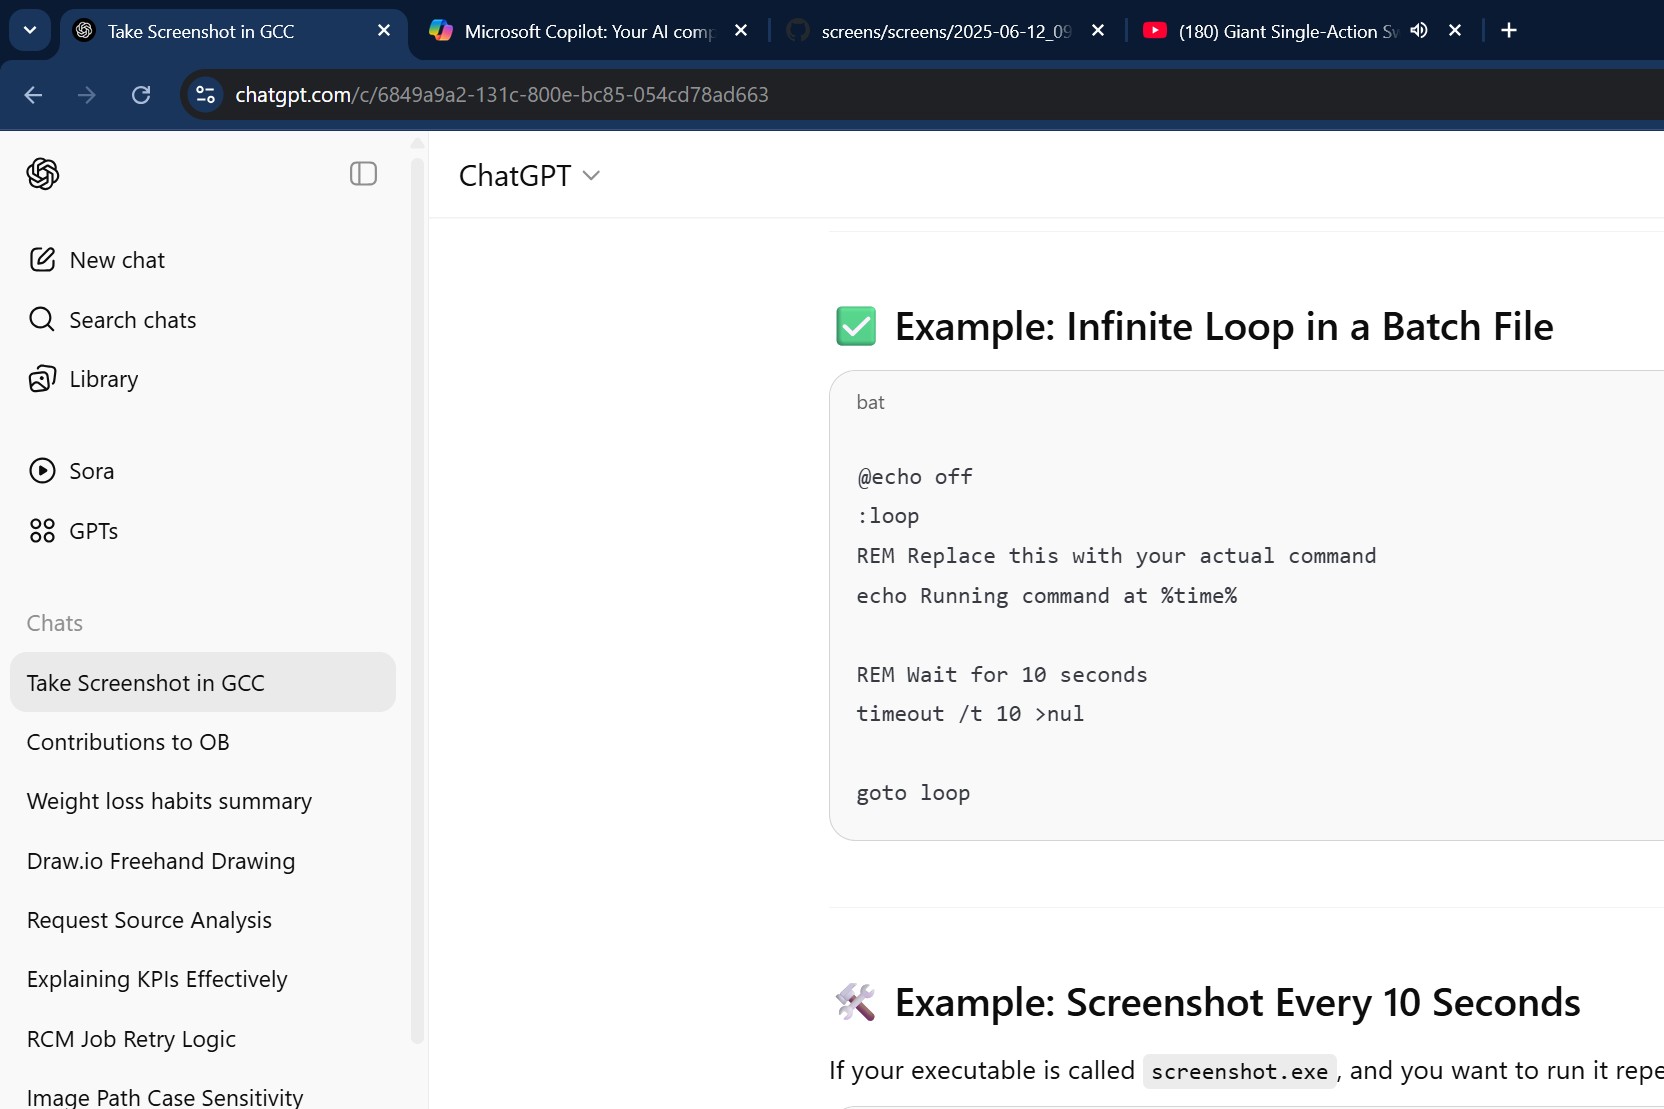 Take Screenshot in GCC
Microsoft Copilot: Your AI comp
screens/screens/2025-06-12_09
(180) Giant Single-Action Sw
chatgpt.com/c/6849a9a2-131c-800e-bc85-054cd78ad663
ChatGPT
New chat
Search chats
Library
Sora
GPTs
Chats
Take Screenshot in GCC
Contributions to OB
Weight loss habits summary
Draw.io Freehand Drawing
Request Source Analysis
Explaining KPIs Effectively
RCM Job Retry Logic
Image Path Case Sensitivity
Example: Infinite Loop in a Batch File
bat
@echo off
:loop
REM Replace this with your actual command
echo Running command at %time%
REM Wait for 10 seconds
timeout /t 10 >nul
goto loop
Example: Screenshot Every 10 Seconds
If your executable is called screenshot.exe, and you want to run it repe